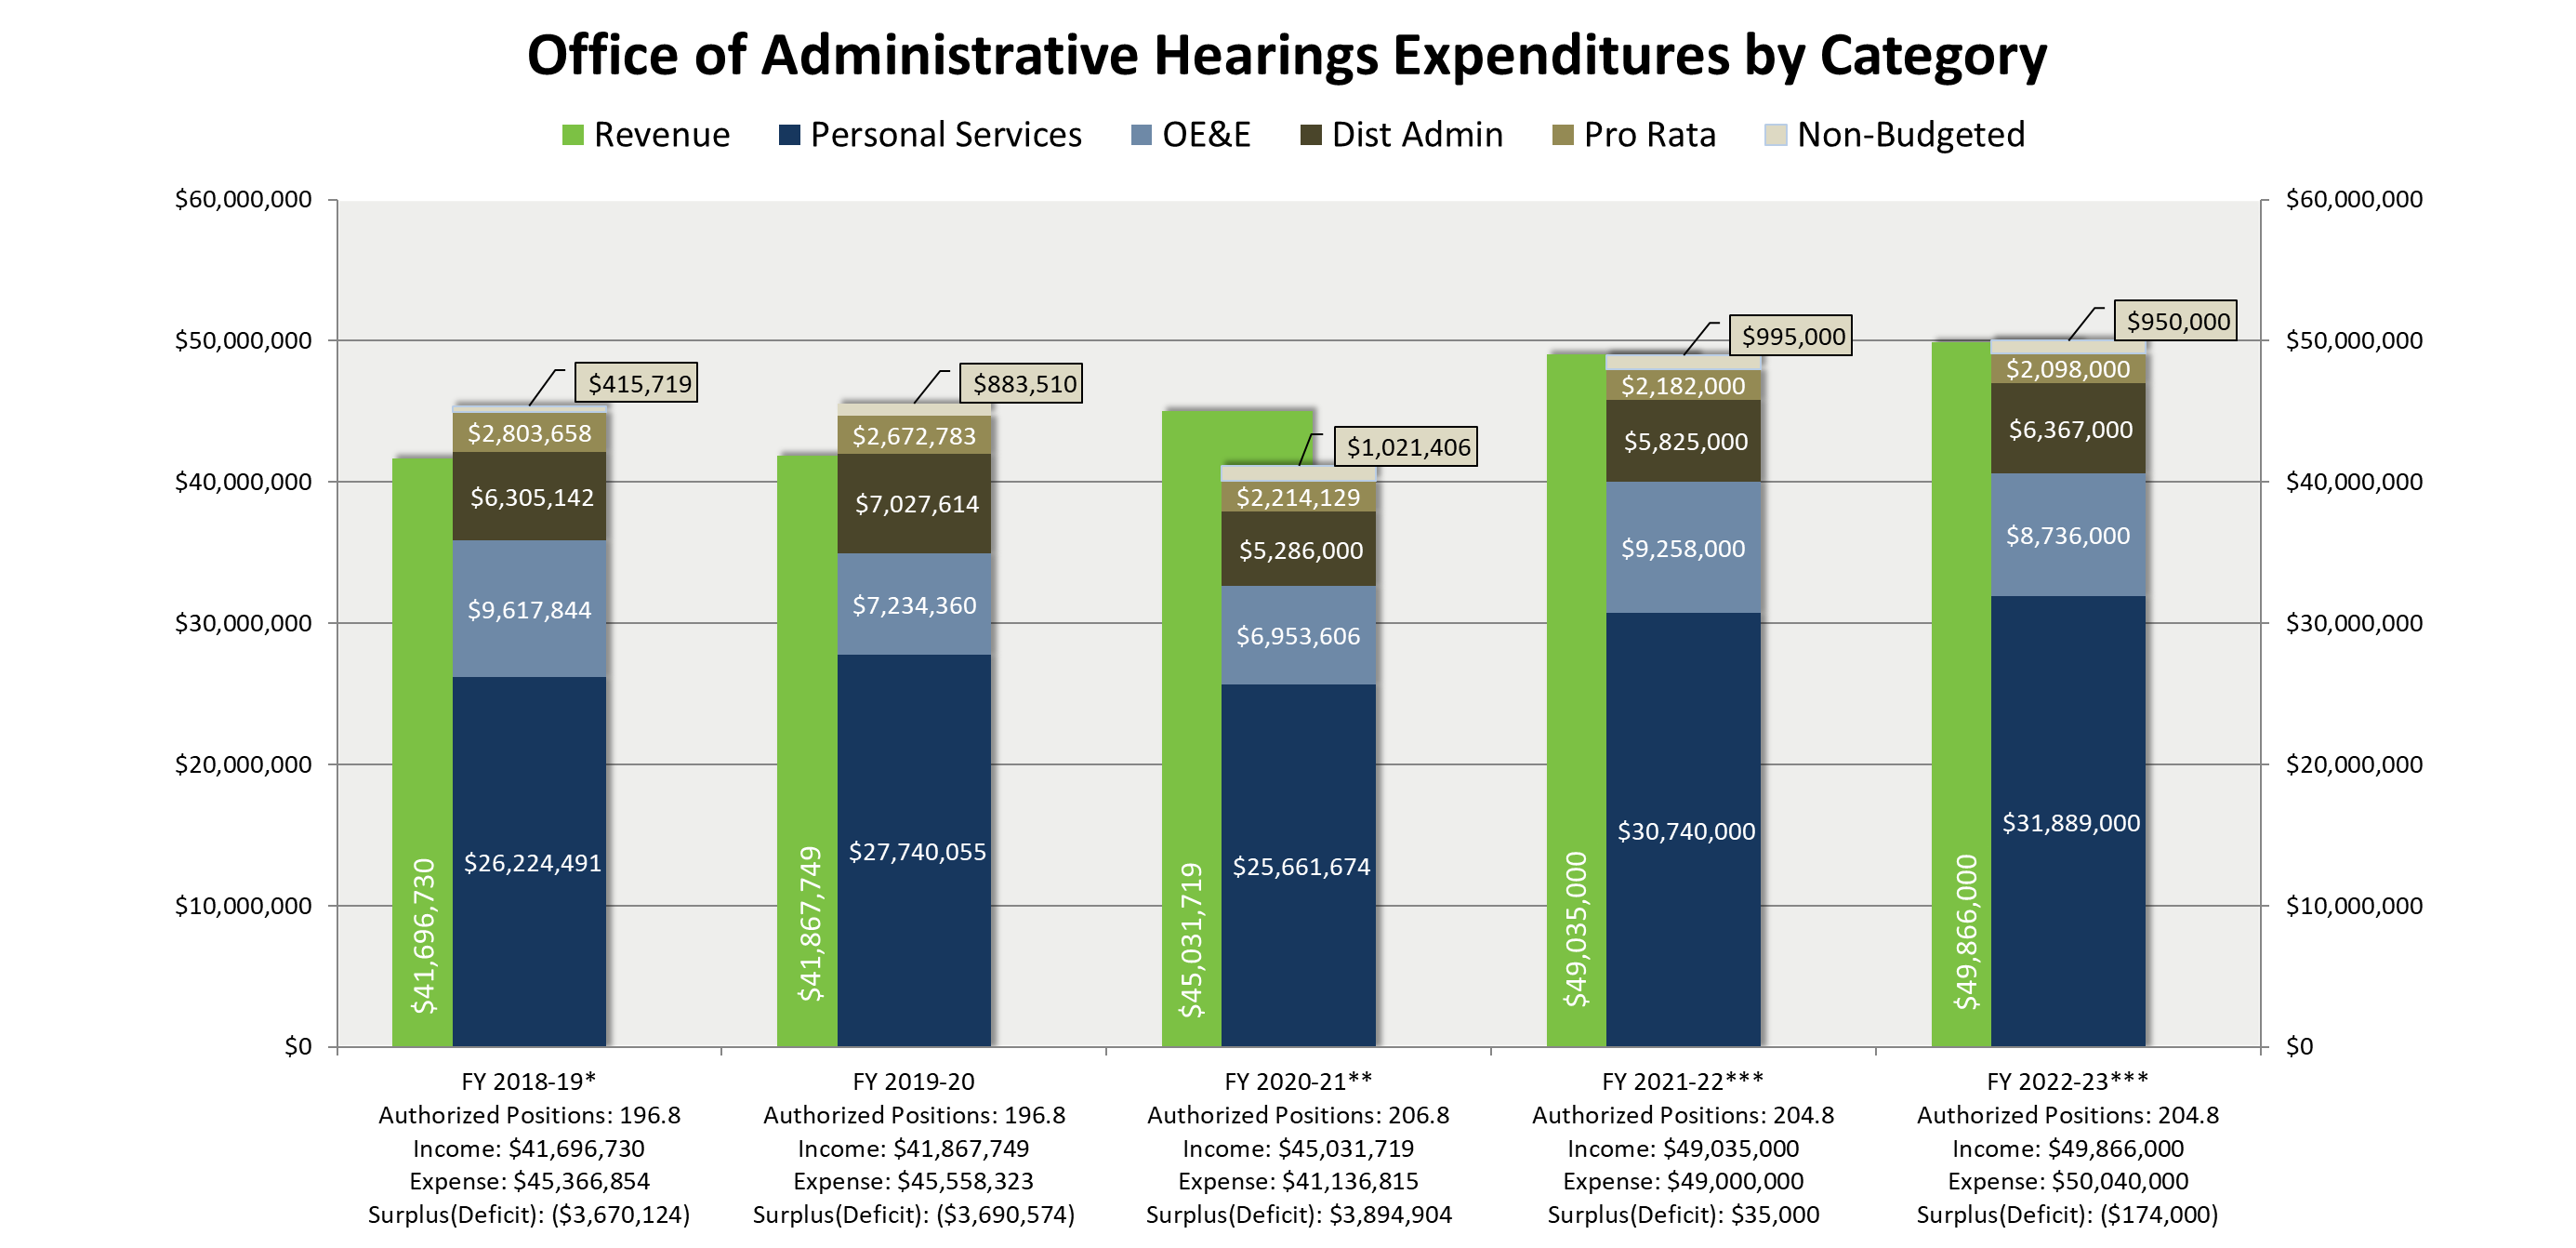 Office of Administrative Hearings Expenditures by Category
Revenue Personal Services OE&E Dist Admin Pro Rata Non-Budgeted
$60,000,000 $60,000,000
$50,000,000 $50,000,000
$40,000,000 $40,000,000
$30,000,000 $30,000,000
$20,000,000 $20,000,000
$10,000,000 $10,000,000
$0 $0
$41,696,730
$415,719
$2,803,658
$6,305,142
$9,617,844
$26,224,491
$41,867,749
$883,510
$2,672,783
$7,027,614
$7,234,360
$27,740,055
$45,031,719
$1,021,406
$2,214,129
$5,286,000
$6,953,606
$25,661,674
$49,035,000
$995,000
$2,182,000
$5,825,000
$9,258,000
$30,740,000
$49,866,000
$950,000
$2,098,000
$6,367,000
$8,736,000
$31,889,000
FY 2018-19*
Authorized Positions: 196.8
Income: $41,696,730
Expense: $45,366,854
Surplus(Deficit): ($3,670,124)
FY 2019-20
Authorized Positions: 196.8
Income: $41,867,749
Expense: $45,558,323
Surplus(Deficit): ($3,690,574)
FY 2020-21**
Authorized Positions: 206.8
Income: $45,031,719
Expense: $41,136,815
Surplus(Deficit): $3,894,904
FY 2021-22***
Authorized Positions: 204.8
Income: $49,035,000
Expense: $49,000,000
Surplus(Deficit): $35,000
FY 2022-23***
Authorized Positions: 204.8
Income: $49,866,000
Expense: $50,040,000
Surplus(Deficit): ($174,000)